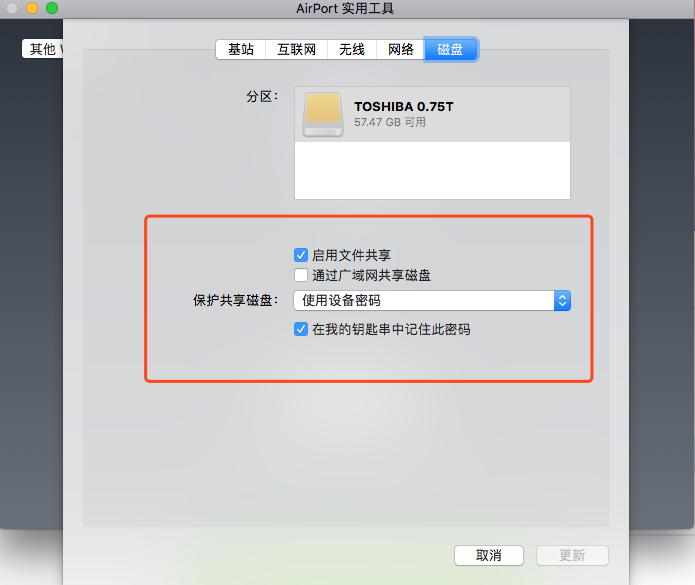 AirPort 实用工具
其他
基站 互联网 无线 网络 磁盘
分区：
TOSHIBA 0.75T
57.47 GB 可用
启用文件共享
通过广域网共享磁盘
保护共享磁盘： 使用设备密码
在我的钥匙串中记住此密码
取消 更新